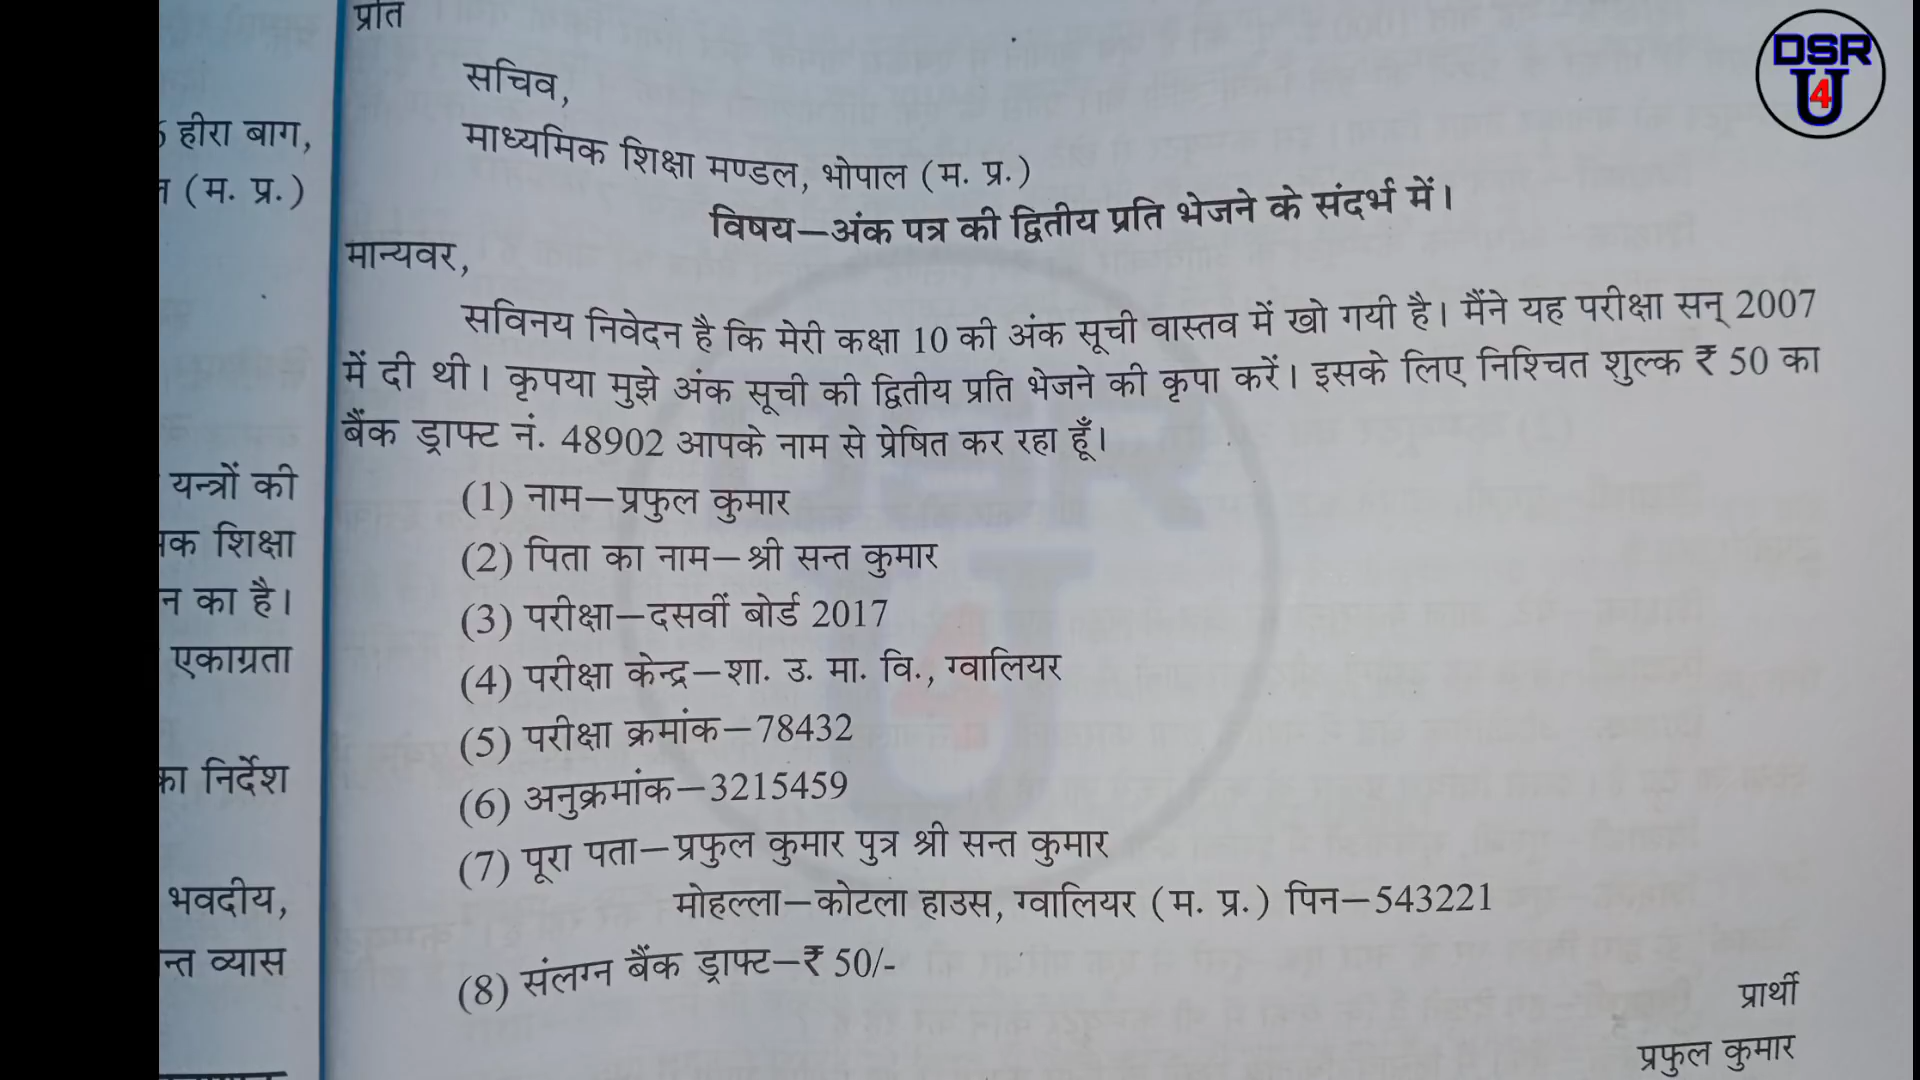 प्रति
सचिव,
माध्यमिक शिक्षा मण्डल, भोपाल (म. प्र.)
विषय—अंक पत्र की द्वितीय प्रति भेजने के संदर्भ में।
मान्यवर,
सविनय निवेदन है कि मेरी कक्षा 10 की अंक सूची वास्तव में खो गयी है। मैंने यह परीक्षा सन् 2007
में दी थी। कृपया मुझे अंक सूची की द्वितीय प्रति भेजने की कृपा करें। इसके लिए निश्चित शुल्क ₹ 50 का
बैंक ड्राफ्ट नं. 48902 आपके नाम से प्रेषित कर रहा हूँ।
(1) नाम—प्रफुल कुमार
(2) पिता का नाम—श्री सन्त कुमार
(3) परीक्षा—दसवीं बोर्ड 2017
(4) परीक्षा केन्द्र—शा. उ. मा. वि., ग्वालियर
(5) परीक्षा क्रमांक—78432
(6) अनुक्रमांक—3215459
(7) पूरा पता—प्रफुल कुमार पुत्र श्री सन्त कुमार
मोहल्ला—कोटला हाउस, ग्वालियर (म. प्र.) पिन—543221
(8) संलग्न बैंक ड्राफ्ट—₹ 50/-
प्रार्थी
प्रफुल कुमार
हीरा बाग,
(म. प्र.)
यन्त्रों की
शिक्षा
का है।
एकाग्रता
निर्देश
भवदीय,
व्यास
DSR
U
4
DSR
U
4